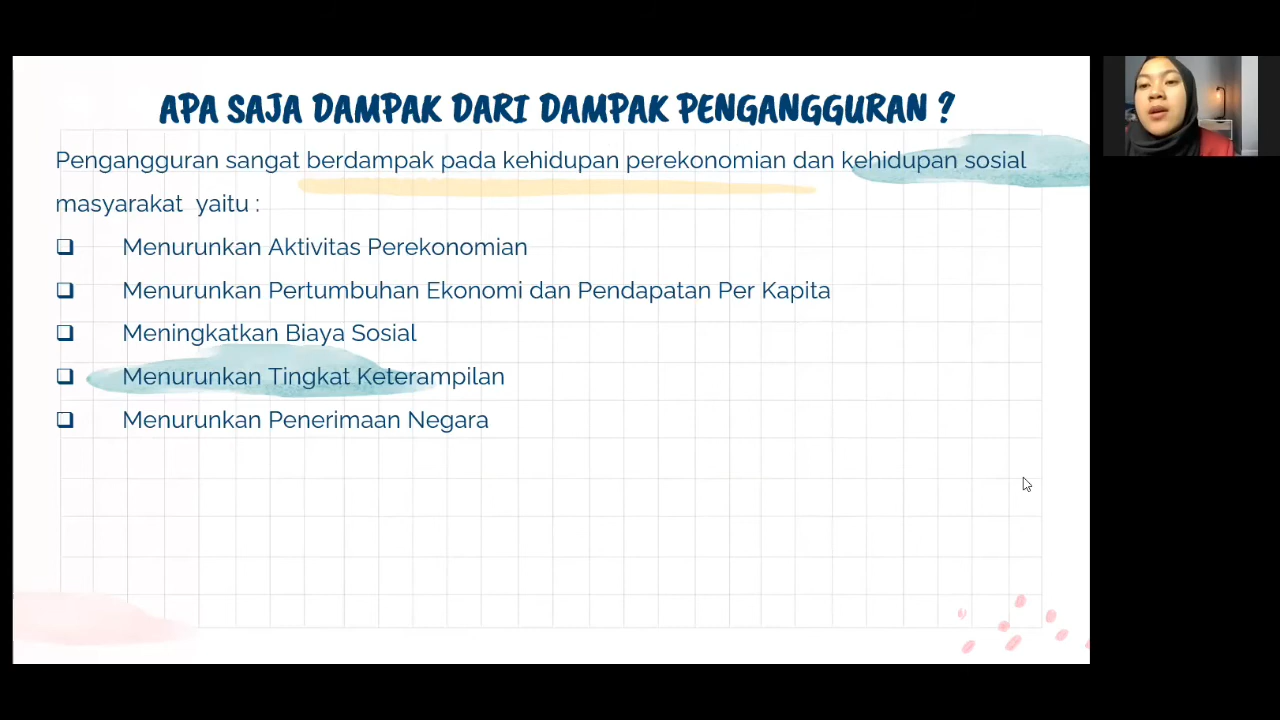 APA SAJA DAMPAK DARI DAMPAK PENGANGGURAN ?
Pengangguran sangat berdampak pada kehidupan perekonomian dan kehidupan sosial
masyarakat yaitu :
❑ Menurunkan Aktivitas Perekonomian
❑ Menurunkan Pertumbuhan Ekonomi dan Pendapatan Per Kapita
❑ Meningkatkan Biaya Sosial
❑ Menurunkan Tingkat Keterampilan
❑ Menurunkan Penerimaan Negara